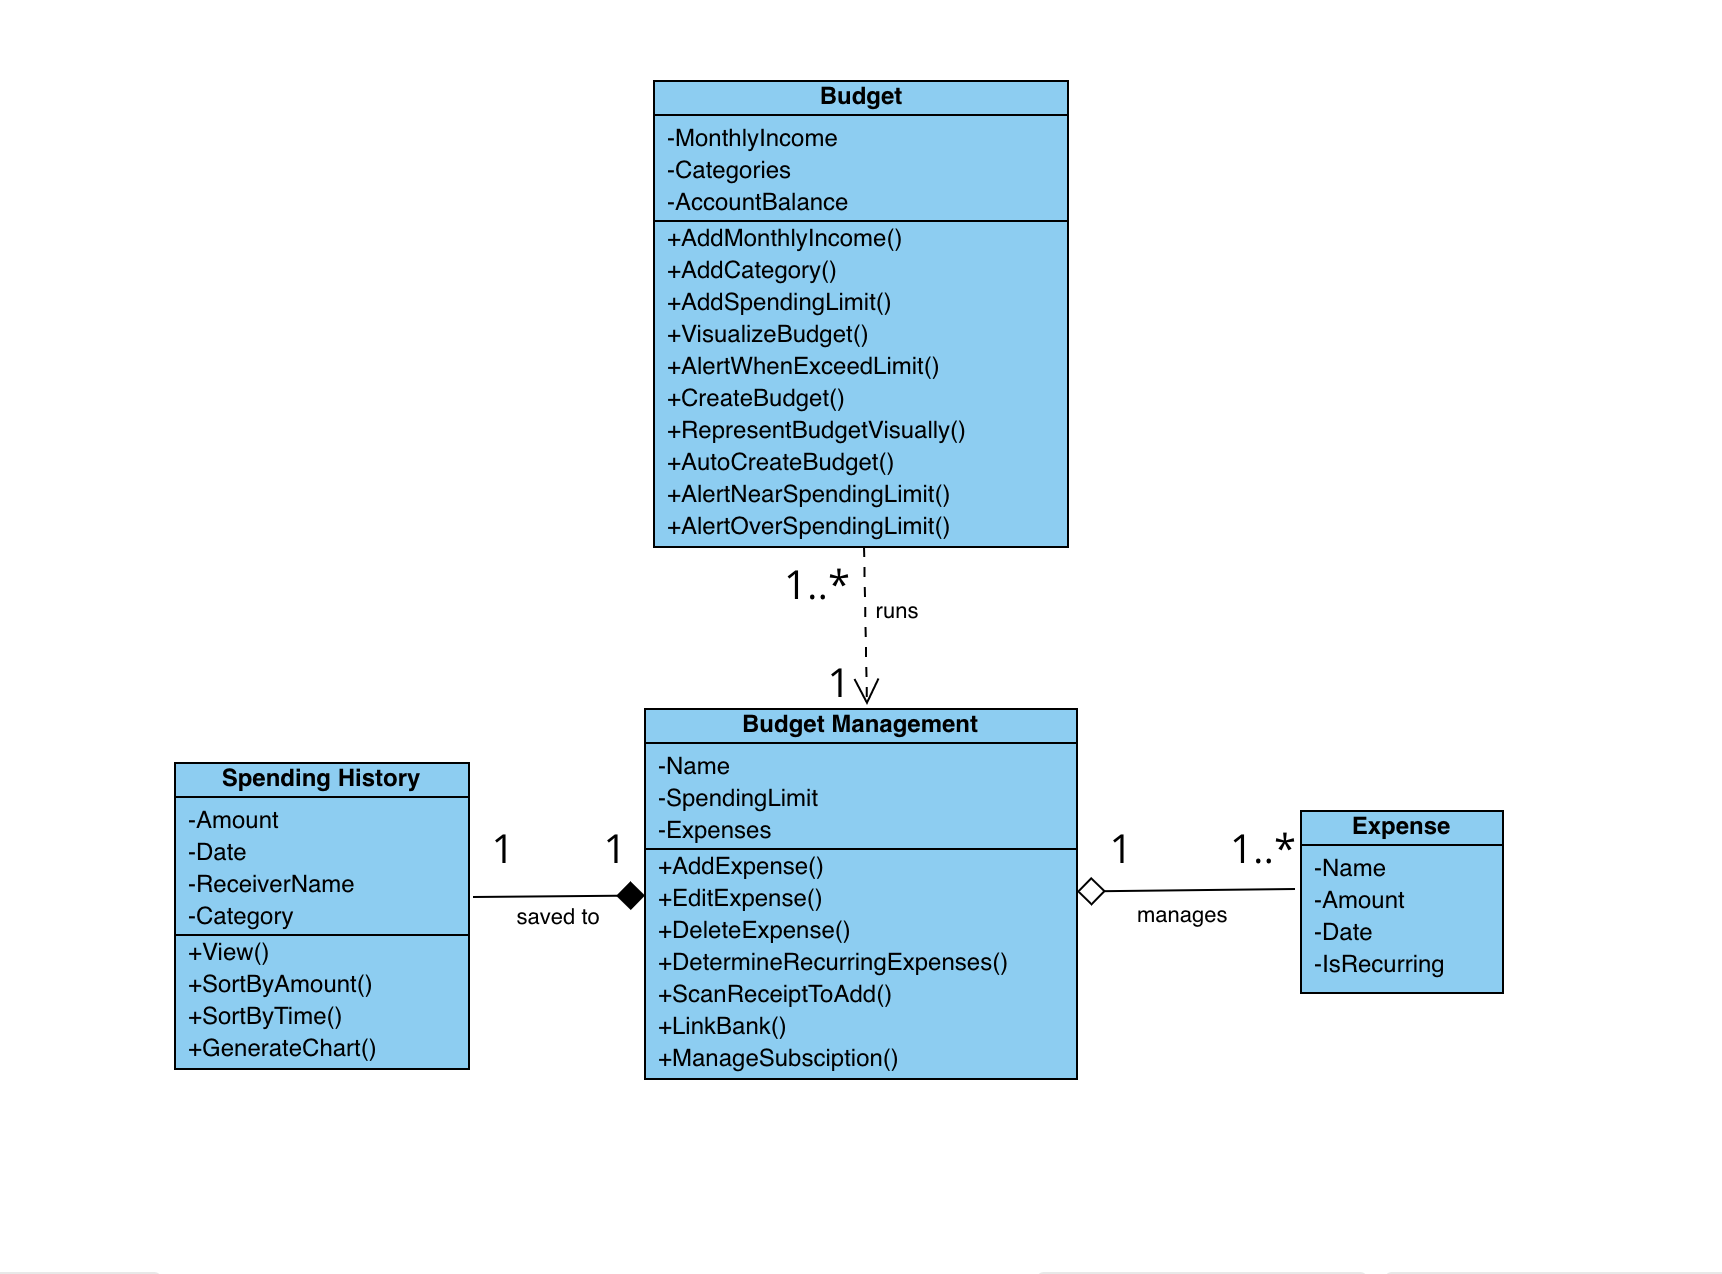 Budget
-MonthlyIncome
-Categories
-AccountBalance
+AddMonthlyIncome()
+AddCategory()
+AddSpendingLimit()
+VisualizeBudget()
+AlertWhenExceedLimit()
+CreateBudget()
+RepresentBudgetVisually()
+AutoCreateBudget()
+AlertNearSpendingLimit()
+AlertOverSpendingLimit()
1..*
runs
1
Spending History
-Amount
-Date
-ReceiverName
-Category
+View()
+SortByAmount()
+SortByTime()
+GenerateChart()
1
1
saved to
Budget Management
-Name
-SpendingLimit
-Expenses
+AddExpense()
+EditExpense()
+DeleteExpense()
+DetermineRecurringExpenses()
+ScanReceiptToAdd()
+LinkBank()
+ManageSubsciption()
1
1..*
manages
Expense
-Name
-Amount
-Date
-IsRecurring